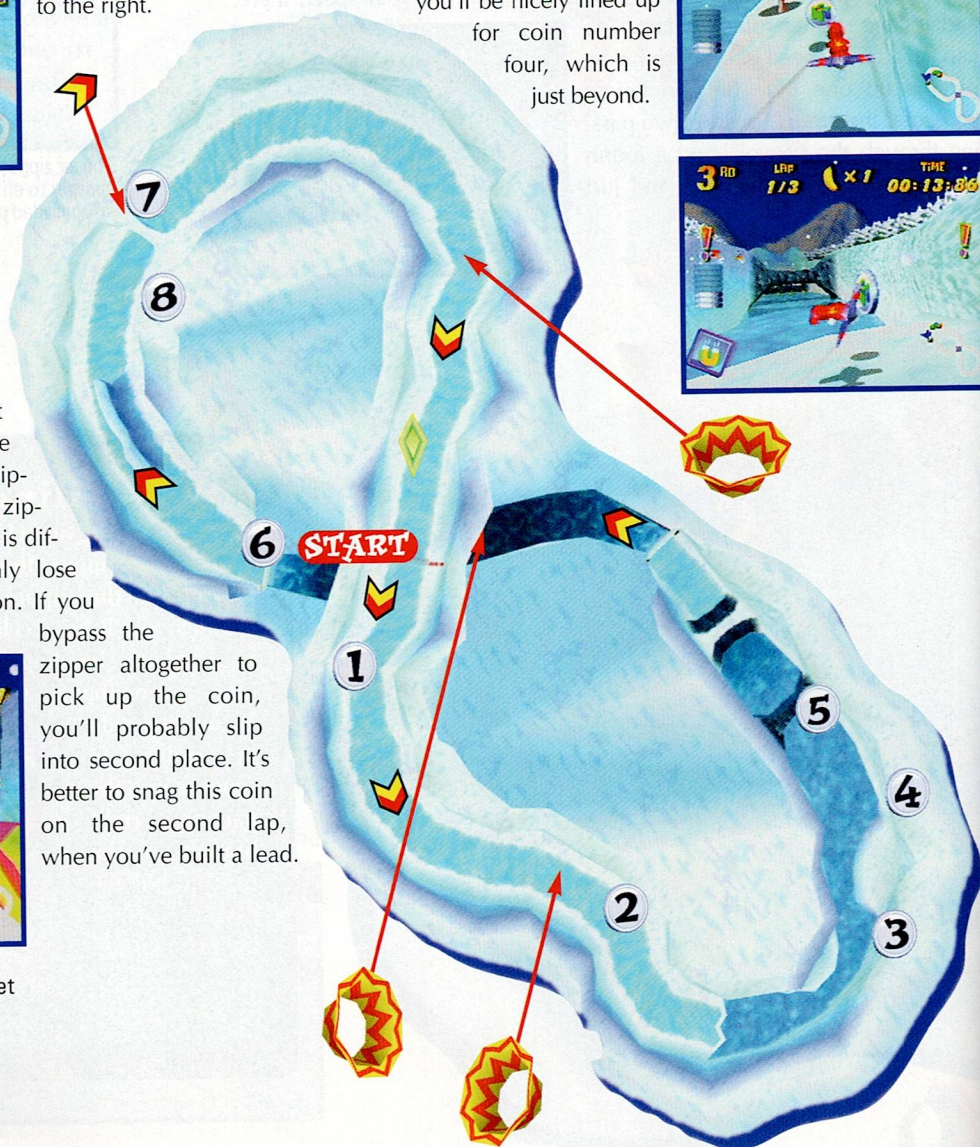 to the right.
you'll be nicely lined up
for coin number
four, which is
just beyond.
3RD
LAP
1/3
x 1
TIME
00:13:86
7
8
6
START
1
5
4
3
2
zip-
is dif-
lose
on. If you
bypass the
zipper altogether to
pick up the coin,
you'll probably slip
into second place. It's
better to snag this coin
on the second lap,
when you've built a lead.